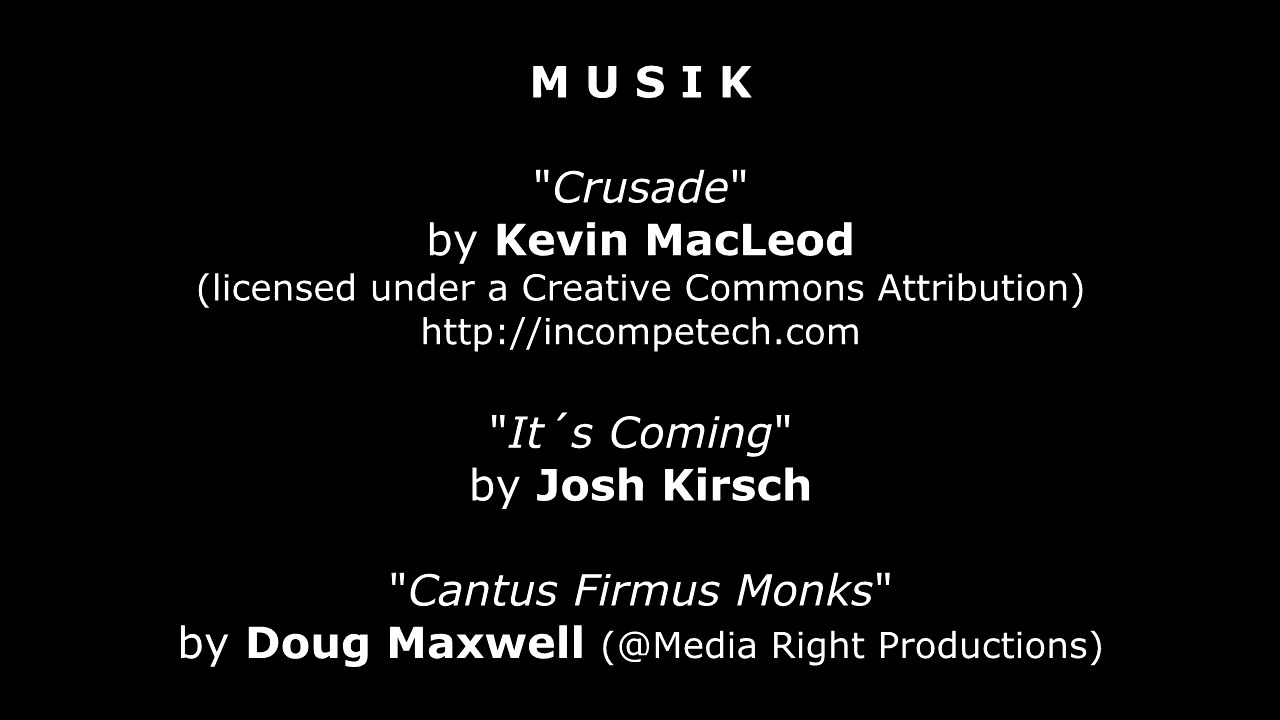 M U S I K
"Crusade"
by Kevin MacLeod
(licensed under a Creative Commons Attribution)
http://incompetech.com
"It´s Coming"
by Josh Kirsch
"Cantus Firmus Monks"
by Doug Maxwell (@Media Right Productions)